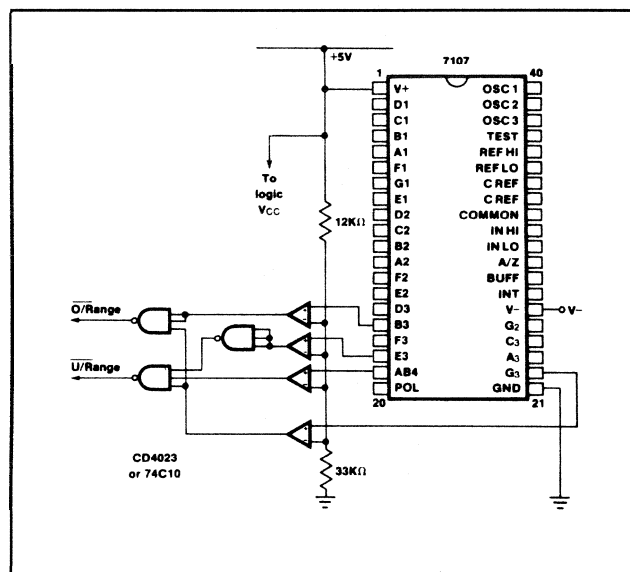 +5V
7107
1
40
V+
D1
C1
B1
A1
F1
G1
E1
D2
C2
B2
A2
F2
E2
D3
B3
F3
E3
AB4
POL
20
OSC 1
OSC 2
OSC 3
TEST
REF HI
REF LO
C REF
C REF
COMMON
IN HI
IN LO
A/Z
BUFF
INT
V−
G2
C3
A3
G3
GND
21
V−
To
logic
VCC
12KΩ
O/Range
U/Range
33KΩ
CD4023
or 74C10